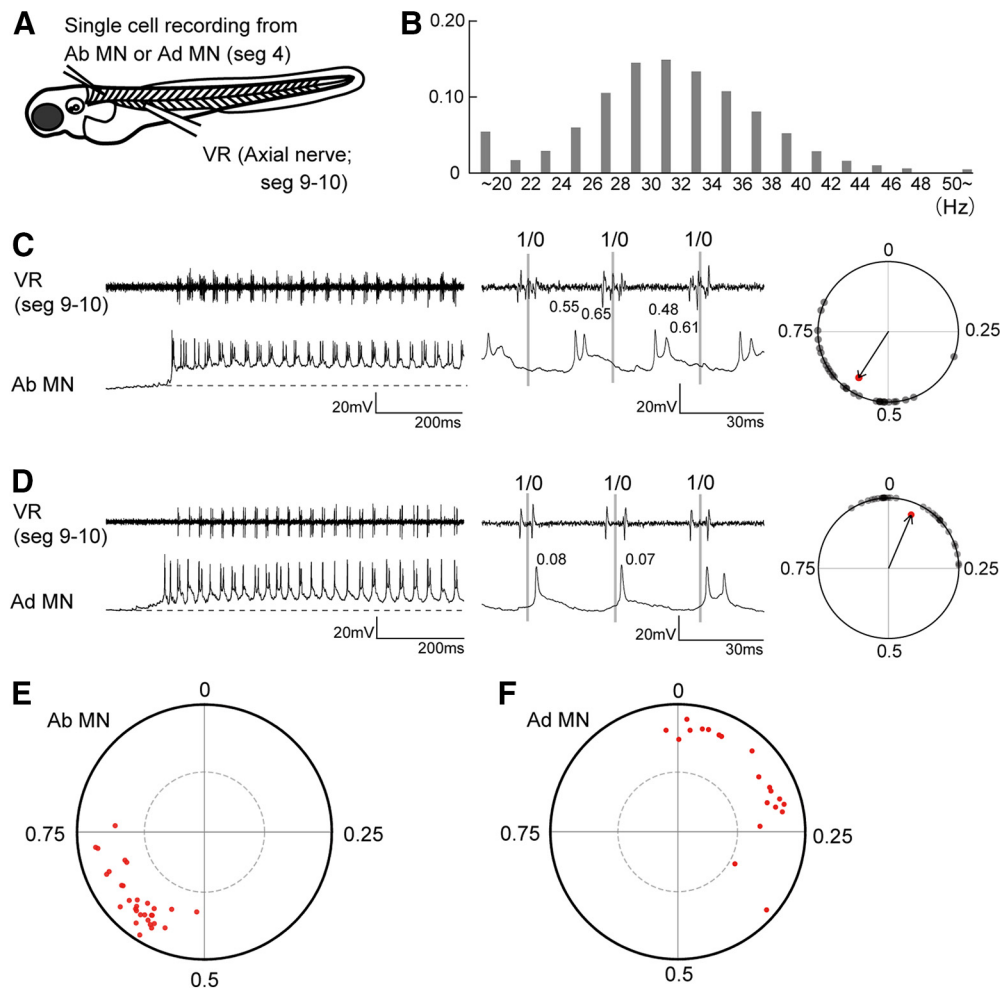 A
Single cell recording from
Ab MN or Ad MN (seg 4)
VR (Axial nerve;
seg 9-10)
B
0.20
0.10
0
~20 22 24 26 28 30 32 34 36 38 40 42 44 46 48 50~
(Hz)
C
VR
(seg 9-10)
Ab MN
20mV
200ms
1/0 1/0 1/0
0.55 0.65 0.48 0.61
20mV
30ms
0
0.75 0.25
0.5
D
VR
(seg 9-10)
Ad MN
20mV
200ms
1/0 1/0 1/0
0.08 0.07
20mV
30ms
0
0.75 0.25
0.5
E
Ab MN
0
0.75 0.25
0.5
F
Ad MN
0
0.75 0.25
0.5